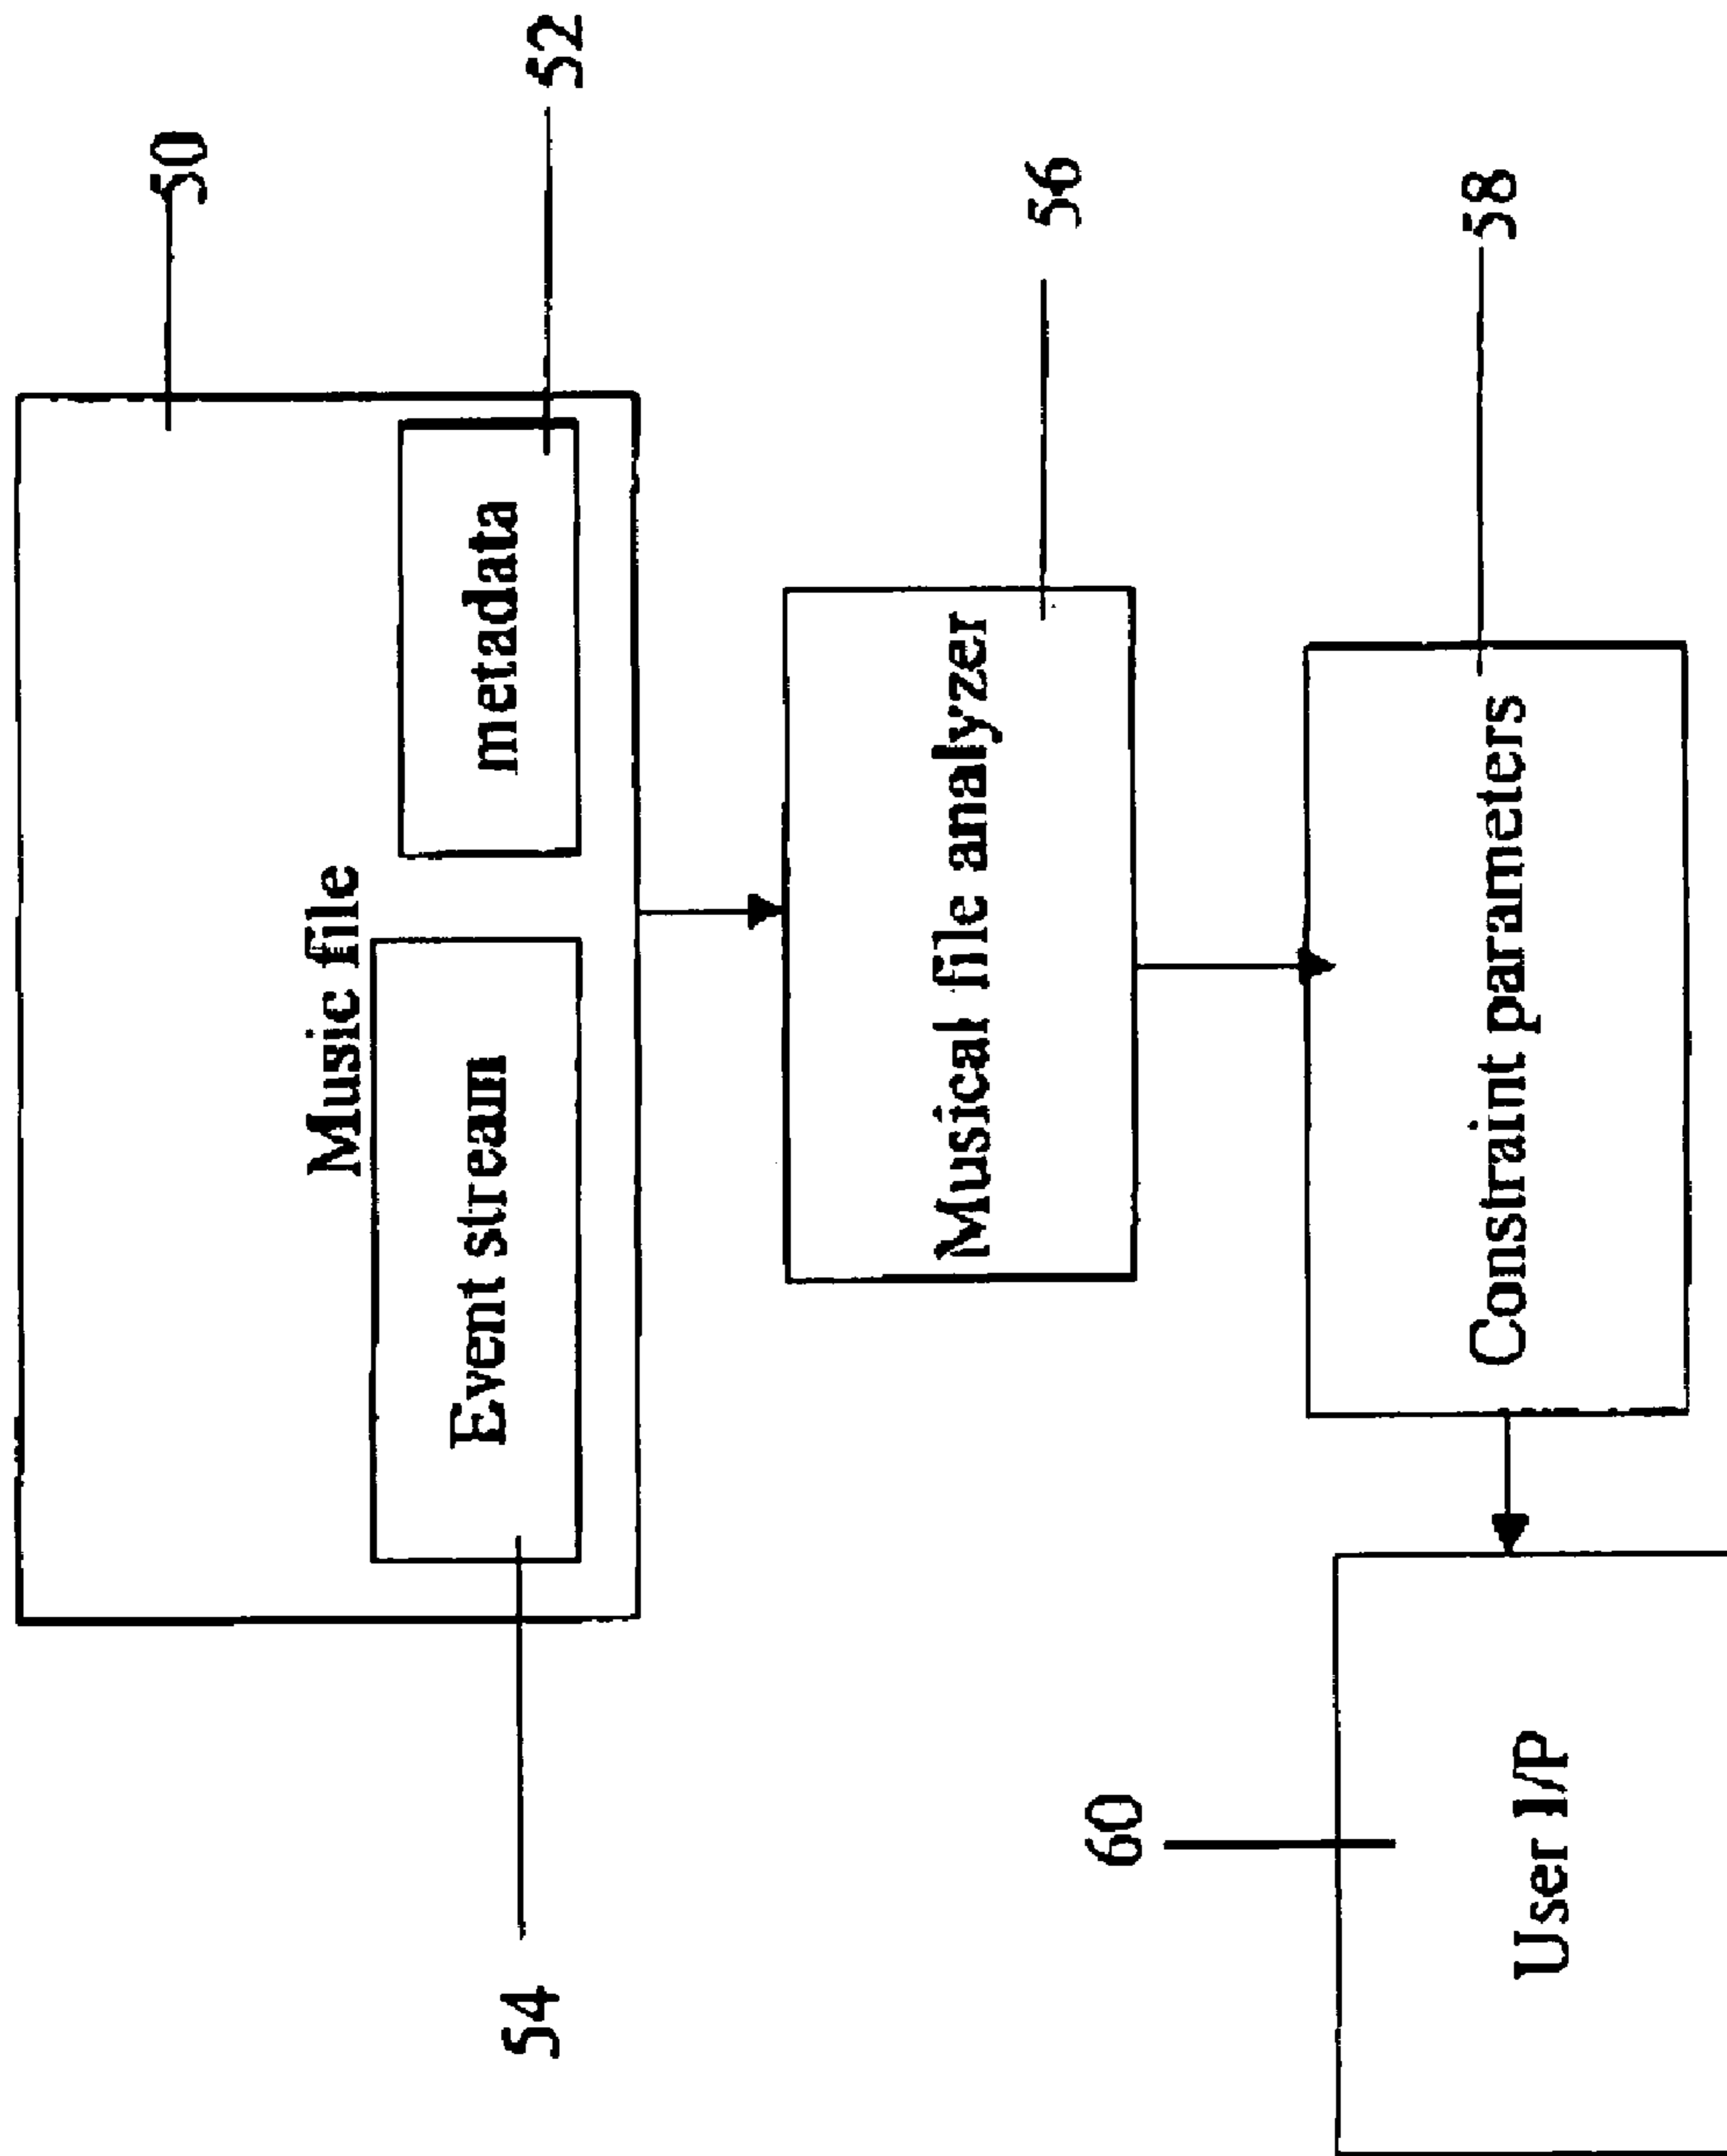 50
Music file
Event stream
metadata
54
52
Musical file analyzer
56
Constraint parameters
58
60
User I/P